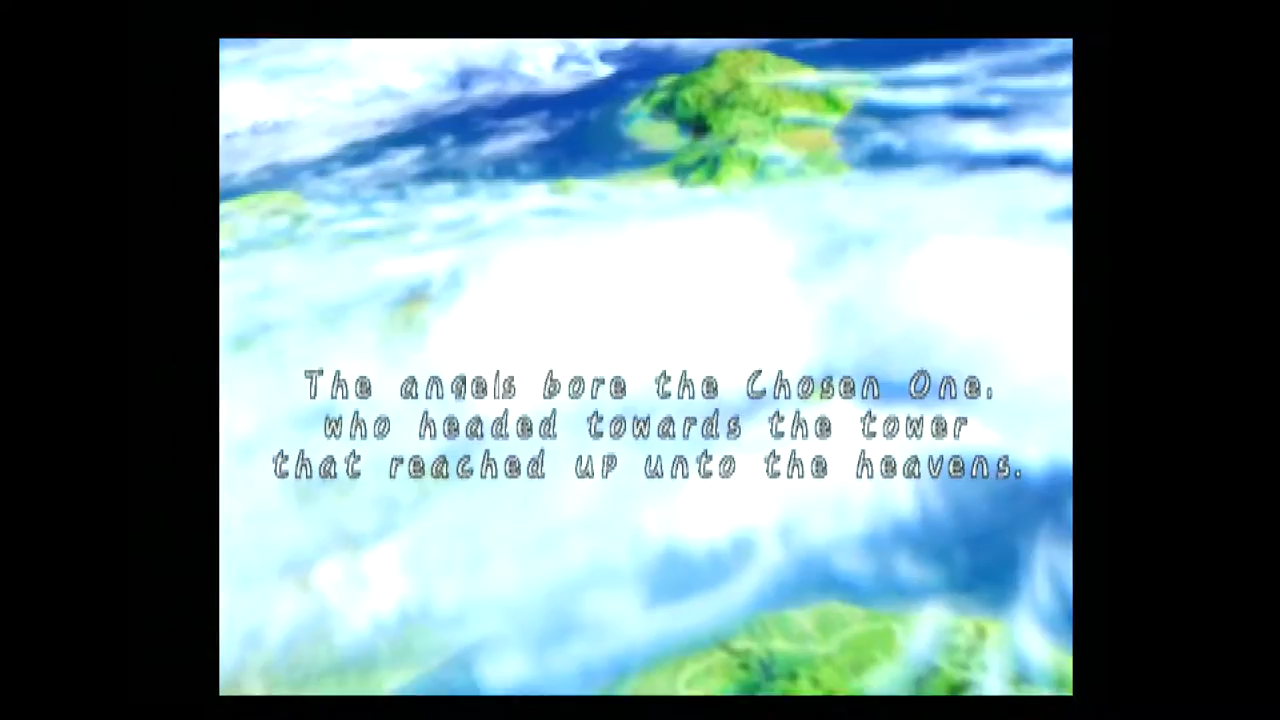 The angels bore the Chosen One,
who headed towards the tower
that reached up unto the heavens.